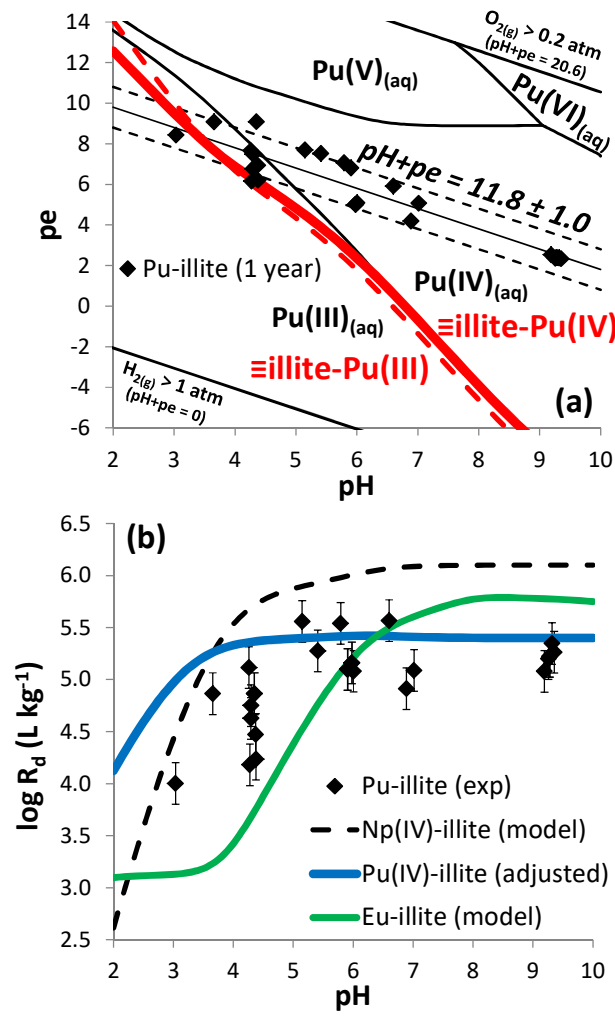 14
12
10
8
6
4
2
0
-2
-4
-6
pe
O2(g) > 0.2 atm
(pH+pe = 20.6)
Pu(V)(aq)
Pu(VI)(aq)
pH+pe = 11.8 ± 1.0
Pu-illite (1 year)
Pu(IV)(aq)
Pu(III)(aq)
≡illite-Pu(IV)
≡illite-Pu(III)
H2(g) > 1 atm
(pH+pe = 0)
(a)
2 3 4 5 6 7 8 9 10
pH
(b)
6.5
6.0
5.5
5.0
4.5
4.0
3.5
3.0
2.5
log Rd (L kg-1)
Pu-illite (exp)
Np(IV)-illite (model)
Pu(IV)-illite (adjusted)
Eu-illite (model)
2 3 4 5 6 7 8 9 10
pH